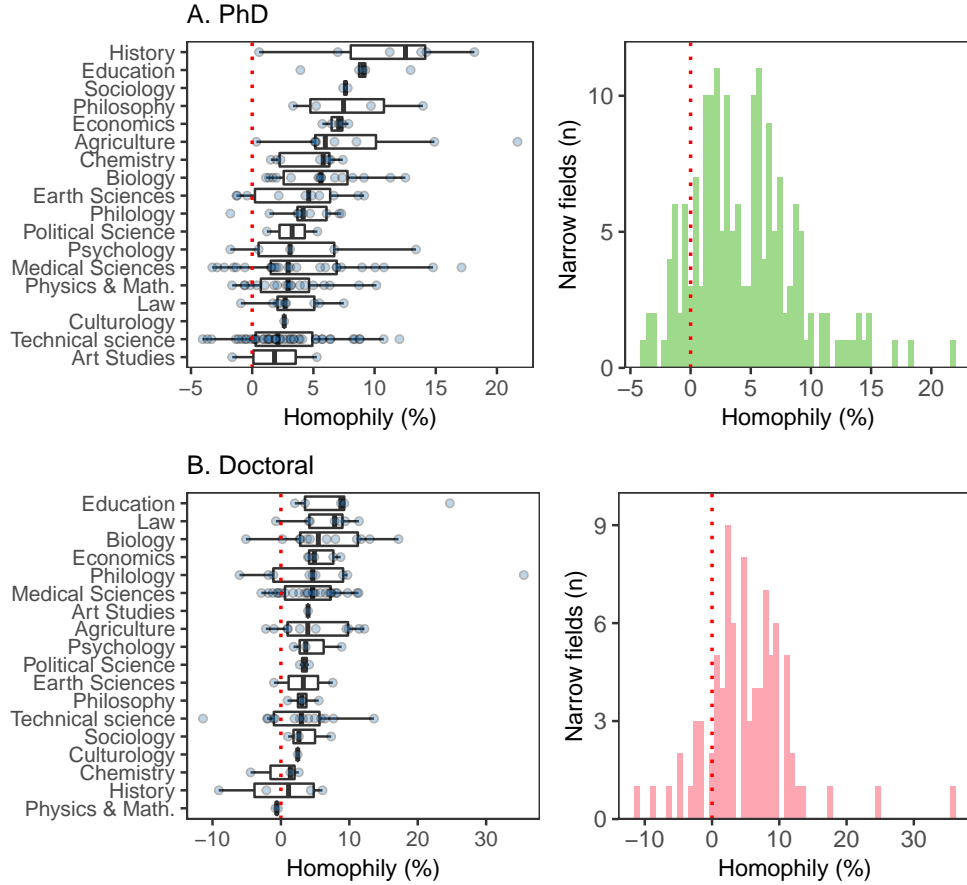 A. PhD
History
Education
Sociology
Philosophy
Economics
Agriculture
Chemistry
Biology
Earth Sciences
Philology
Political Science
Psychology
Medical Sciences
Physics & Math.
Law
Culturology
Technical science
Art Studies
−5 0 5 10 15 20
Homophily (%)
Narrow fields (n)
10
5
0
−5 0 5 10 15 20
Homophily (%)
B. Doctoral
Education
Law
Biology
Economics
Philology
Medical Sciences
Art Studies
Agriculture
Psychology
Political Science
Earth Sciences
Philosophy
Technical science
Sociology
Culturology
Chemistry
History
Physics & Math.
−10 0 10 20 30
Homophily (%)
Narrow fields (n)
9
6
3
0
−10 0 10 20 30
Homophily (%)